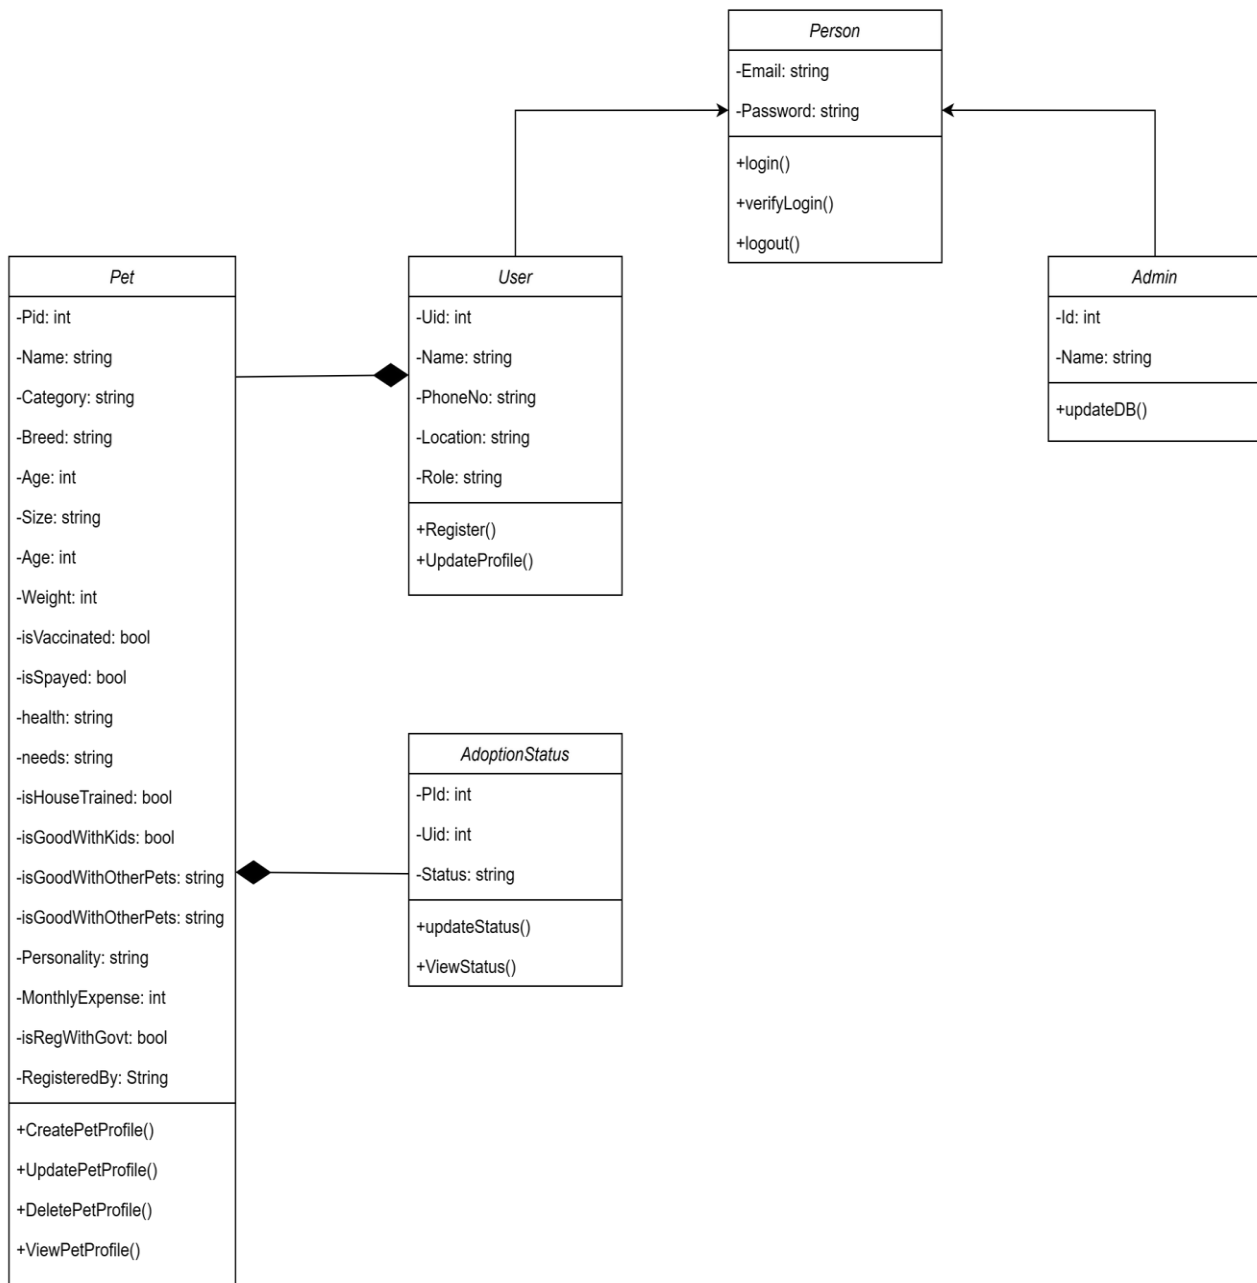 Person
-Email: string
-Password: string
+login()
+verifyLogin()
+logout()
Pet
-Pid: int
-Name: string
-Category: string
-Breed: string
-Age: int
-Size: string
-Age: int
-Weight: int
-isVaccinated: bool
-isSpayed: bool
-health: string
-needs: string
-isHouseTrained: bool
-isGoodWithKids: bool
-isGoodWithOtherPets: string
-isGoodWithOtherPets: string
-Personality: string
-MonthlyExpense: int
-isRegWithGovt: bool
-RegisteredBy: String
+CreatePetProfile()
+UpdatePetProfile()
+DeletePetProfile()
+ViewPetProfile()
User
-Uid: int
-Name: string
-PhoneNo: string
-Location: string
-Role: string
+Register()
+UpdateProfile()
Admin
-Id: int
-Name: string
+updateDB()
AdoptionStatus
-PId: int
-Uid: int
-Status: string
+updateStatus()
+ViewStatus()